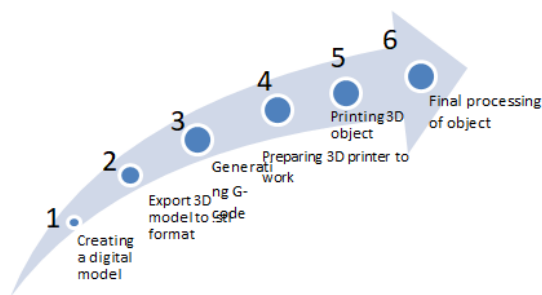 1
Creating
a digital
model
2
Export 3D
model to .stl
format
3
Generati
ng G-
code
4
Preparing 3D printer to
work
5
Printing 3D
object
6
Final processing
of object